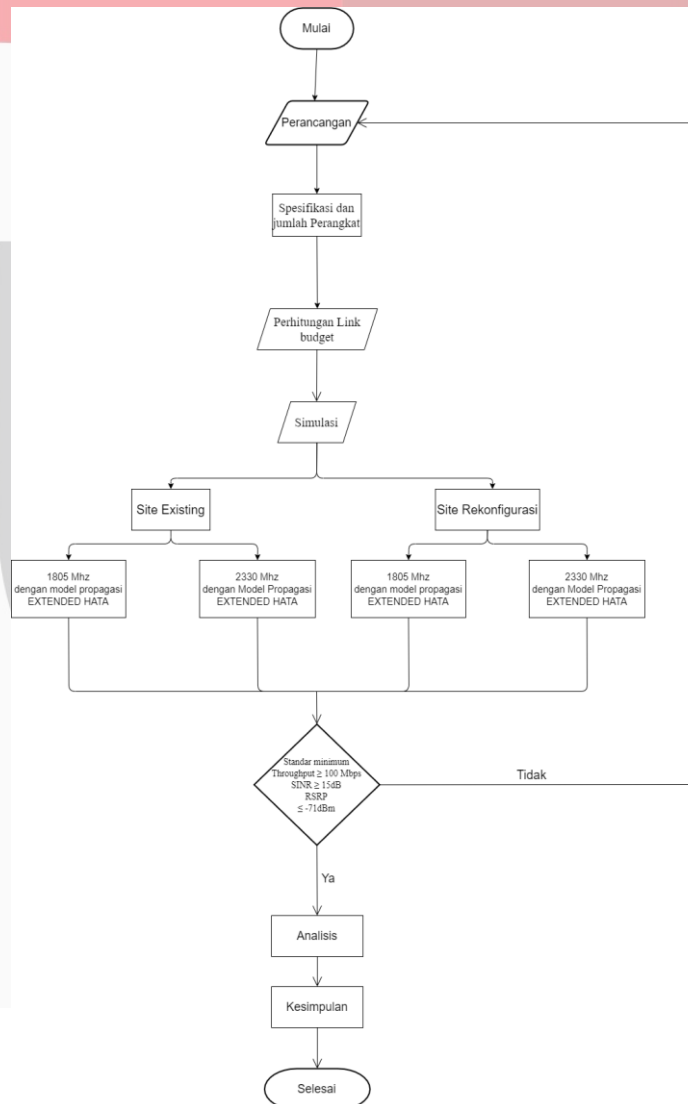 Mulai
Perancangan
Spesifikasi dan
jumlah Perangkat
Perhitungan Link
budget
Simulasi
Site Existing
Site Rekonfigurasi
1805 Mhz
dengan model propagasi
EXTENDED HATA
2330 Mhz
dengan Model Propagasi
EXTENDED HATA
1805 Mhz
dengan model propagasi
EXTENDED HATA
2330 Mhz
dengan Model Propagasi
EXTENDED HATA
Standar minimum
Throughput ≥ 100 Mbps
SINR ≥ 15dB
RSRP
≤ -71dBm
Tidak
Ya
Analisis
Kesimpulan
Selesai